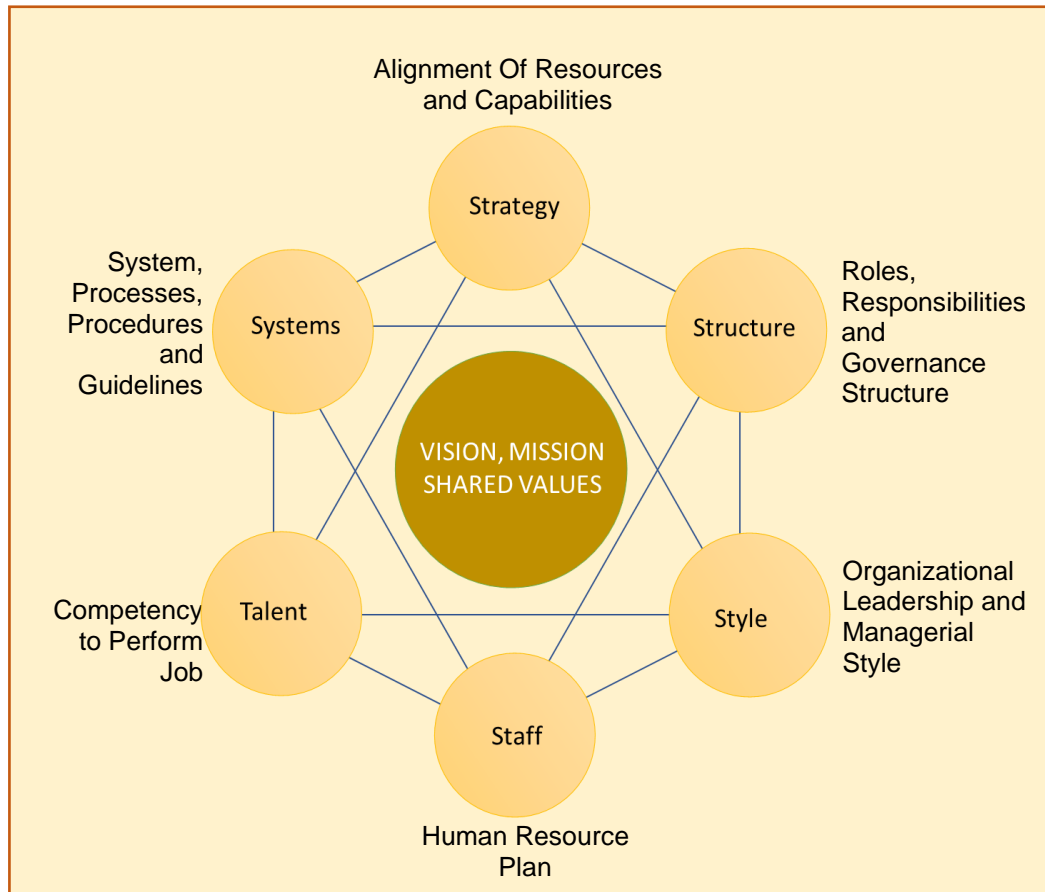 Alignment Of Resources
and Capabilities
Strategy
System,
Processes,
Procedures
and
Guidelines
Systems
Structure
Roles,
Responsibilities
and
Governance
Structure
VISION, MISSION
SHARED VALUES
Competency
to Perform
Job
Talent
Style
Organizational
Leadership and
Managerial
Style
Staff
Human Resource
Plan